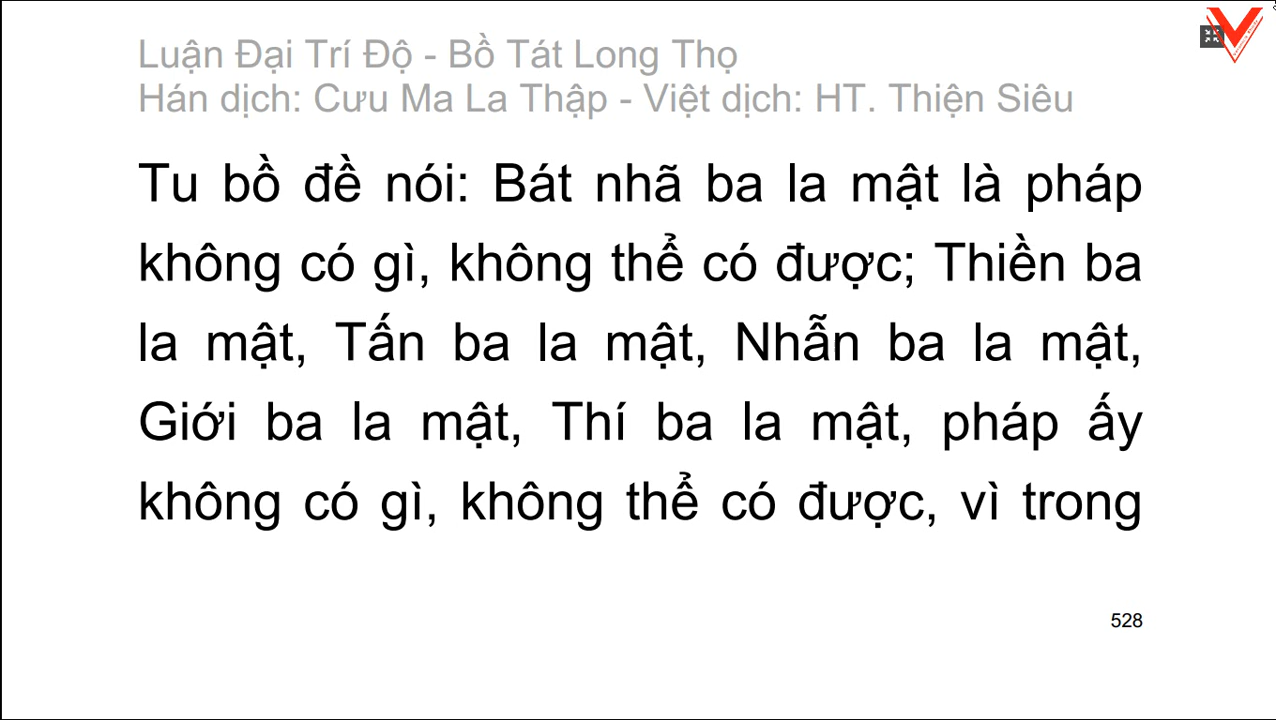 Luận Đại Trí Độ - Bồ Tát Long Thọ
Hán dịch: Cưu Ma La Thập - Việt dịch: HT. Thiện Siêu
Tu bồ đề nói: Bát nhã ba la mật là pháp
không có gì, không thể có được; Thiền ba
la mật, Tấn ba la mật, Nhẫn ba la mật,
Giới ba la mật, Thí ba la mật, pháp ấy
không có gì, không thể có được, vì trong
528